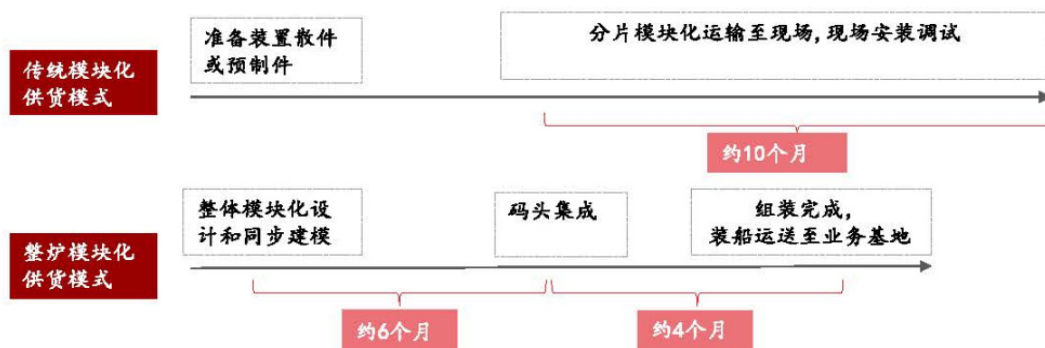 准备装置散件
或预制件
分片模块化运输至现场,现场安装调试
传统模块化
供货模式
约10个月
整体模块化设
计和同步建模
码头集成
组装完成,
装船运送至业务基地
整炉模块化
供货模式
约6个月
约4个月